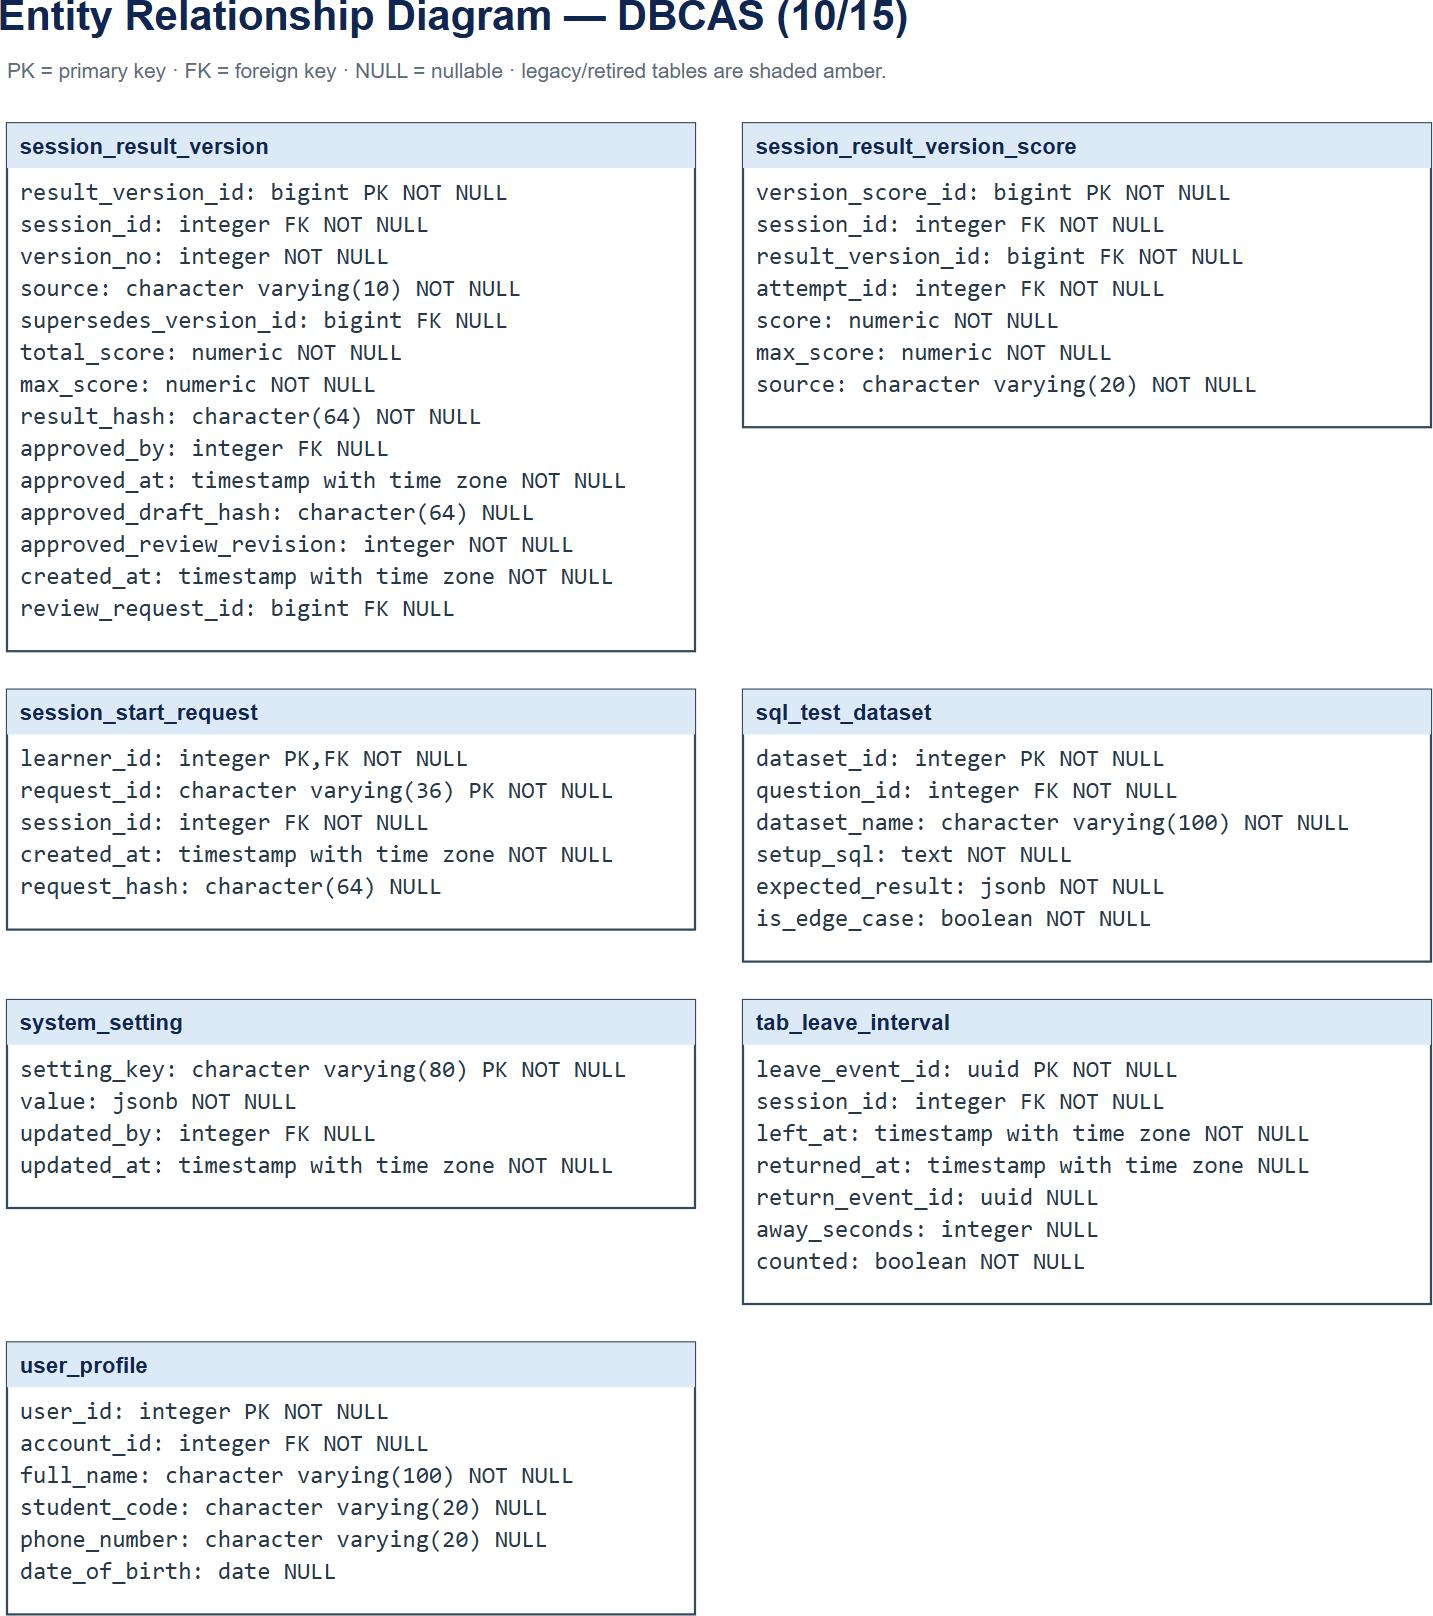 Entity Relationship Diagram — DBCAS (10/15)
PK = primary key · FK = foreign key · NULL = nullable · legacy/retired tables are shaded amber.
session_result_version
result_version_id: bigint PK NOT NULL
session_id: integer FK NOT NULL
version_no: integer NOT NULL
source: character varying(10) NOT NULL
supersedes_version_id: bigint FK NULL
total_score: numeric NOT NULL
max_score: numeric NOT NULL
result_hash: character(64) NOT NULL
approved_by: integer FK NULL
approved_at: timestamp with time zone NOT NULL
approved_draft_hash: character(64) NULL
approved_review_revision: integer NOT NULL
created_at: timestamp with time zone NOT NULL
review_request_id: bigint FK NULL
session_result_version_score
version_score_id: bigint PK NOT NULL
session_id: integer FK NOT NULL
result_version_id: bigint FK NOT NULL
attempt_id: integer FK NOT NULL
score: numeric NOT NULL
max_score: numeric NOT NULL
source: character varying(20) NOT NULL
session_start_request
learner_id: integer PK,FK NOT NULL
request_id: character varying(36) PK NOT NULL
session_id: integer FK NOT NULL
created_at: timestamp with time zone NOT NULL
request_hash: character(64) NULL
sql_test_dataset
dataset_id: integer PK NOT NULL
question_id: integer FK NOT NULL
dataset_name: character varying(100) NOT NULL
setup_sql: text NOT NULL
expected_result: jsonb NOT NULL
is_edge_case: boolean NOT NULL
system_setting
setting_key: character varying(80) PK NOT NULL
value: jsonb NOT NULL
updated_by: integer FK NULL
updated_at: timestamp with time zone NOT NULL
tab_leave_interval
leave_event_id: uuid PK NOT NULL
session_id: integer FK NOT NULL
left_at: timestamp with time zone NOT NULL
returned_at: timestamp with time zone NULL
return_event_id: uuid NULL
away_seconds: integer NULL
counted: boolean NOT NULL
user_profile
user_id: integer PK NOT NULL
account_id: integer FK NOT NULL
full_name: character varying(100) NOT NULL
student_code: character varying(20) NULL
phone_number: character varying(20) NULL
date_of_birth: date NULL